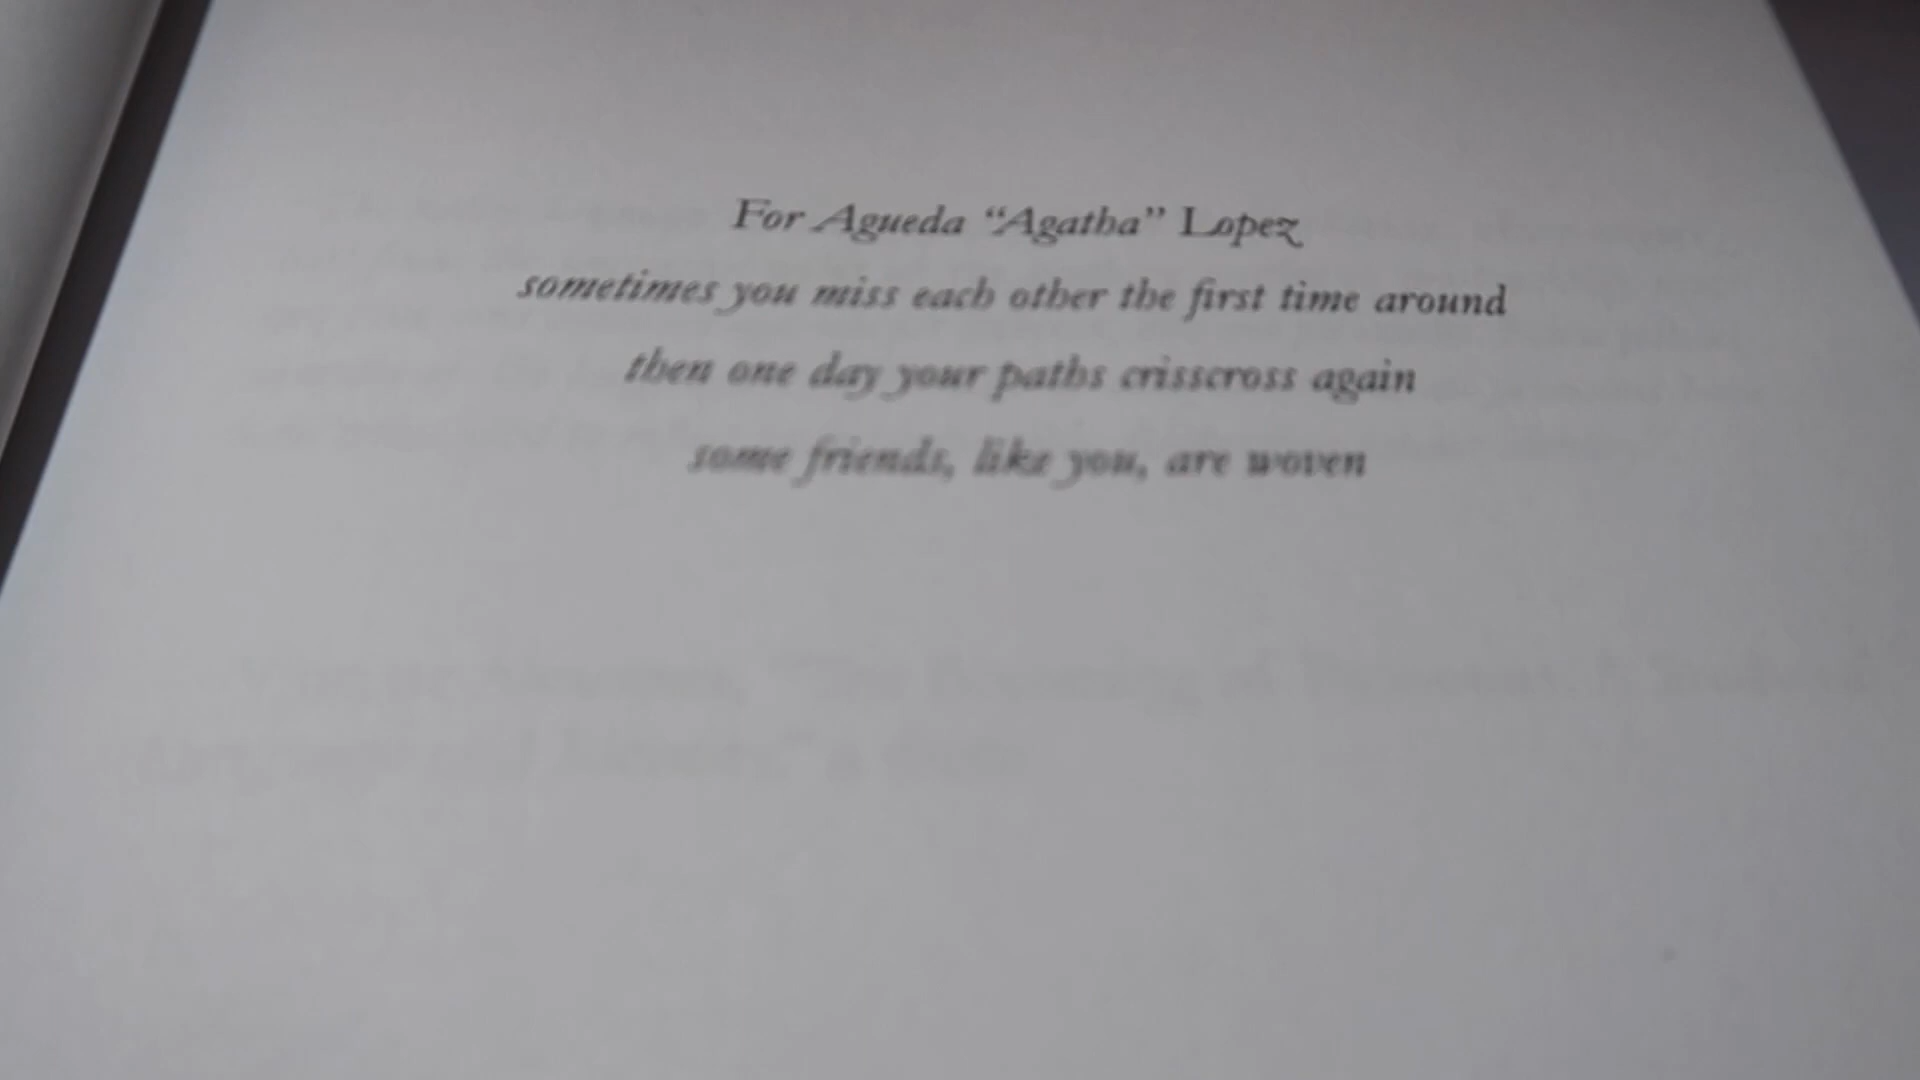 For Agueda “Agatha” Lopez
sometimes you miss each other the first time around
then one day your paths crisscross again
some friends, like you, are woven